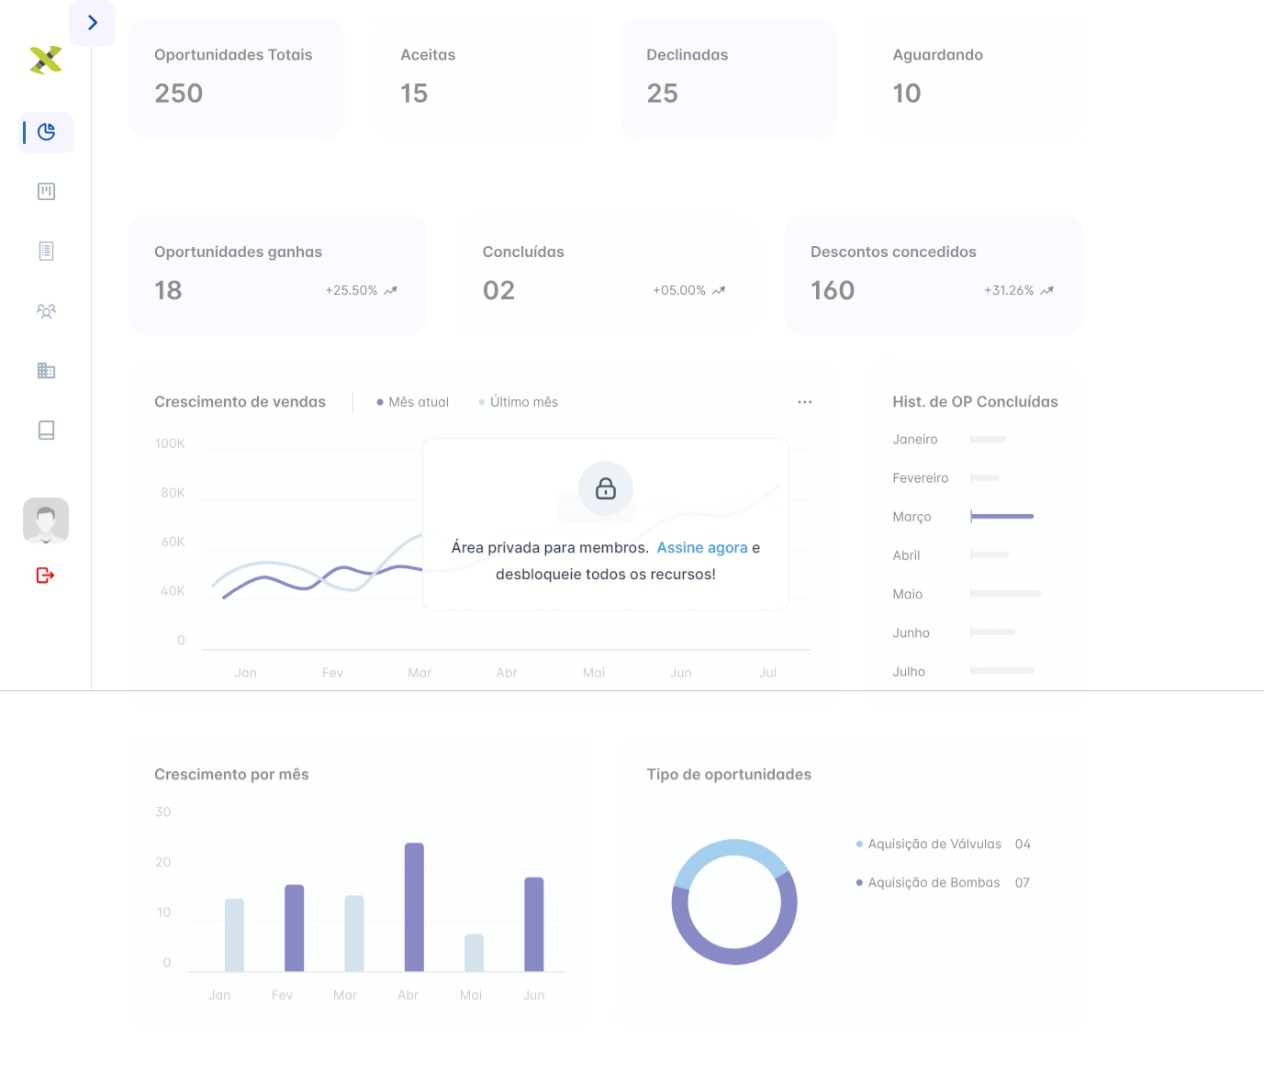 Oportunidades Totais
250
Aceitas
15
Declinadas
25
Aguardando
10
Oportunidades ganhas
18
+25.50%
Concluídas
02
+05.00%
Descontos concedidos
160
+31.26%
Crescimento de vendas
Mês atual
Último mês
100K
80K
60K
40K
0
Jan
Fev
Mar
Abr
Mai
Jun
Jul
Área privada para membros. Assine agora e
desbloqueie todos os recursos!
Hist. de OP Concluídas
Janeiro
Fevereiro
Março
Abril
Maio
Junho
Julho
Crescimento por mês
30
20
10
0
Jan
Fev
Mar
Abr
Mai
Jun
Tipo de oportunidades
Aquisição de Válvulas 04
Aquisição de Bombas 07